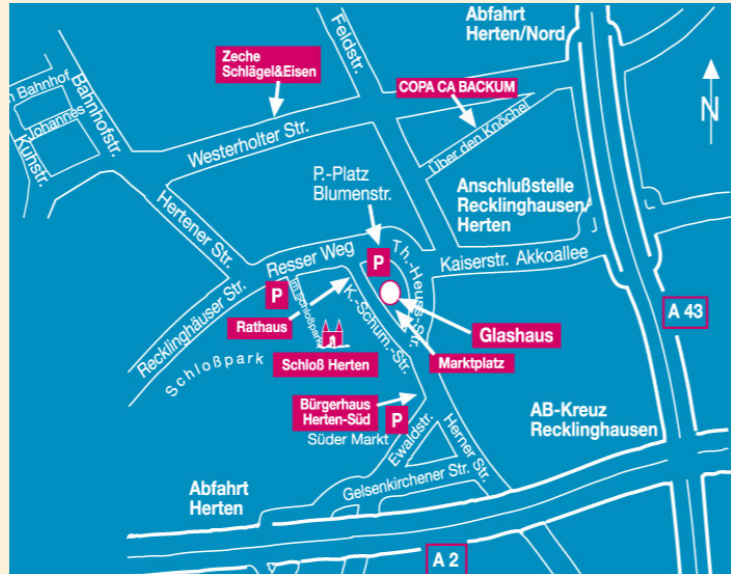 Abfahrt
Herten/Nord
Feldstr.
Zeche
Schlägel&Eisen
Bahnhof
Johannes
Kuhstr.
Bahnhofstr.
COPA CA BACKUM
N
Westerholter Str.
Über den Knöchel
P.-Platz
Blumenstr.
Anschlußstelle
Recklinghausen/
Herten
Hertener Str.
Resser Weg
P
Th.-Heuss-Str.
Kaiserstr. Akkoallee
Recklinghäuser Str.
P
Im Schloßpark
K.-Schum.-Str.
A 43
Rathaus
Glashaus
Schloßpark
Schloß Herten
Marktplatz
Bürgerhaus
Herten-Süd
P
Süder Markt
Ewaldstr.
Herner Str.
AB-Kreuz
Recklinghausen
Gelsenkirchener Str.
Abfahrt
Herten
A 2